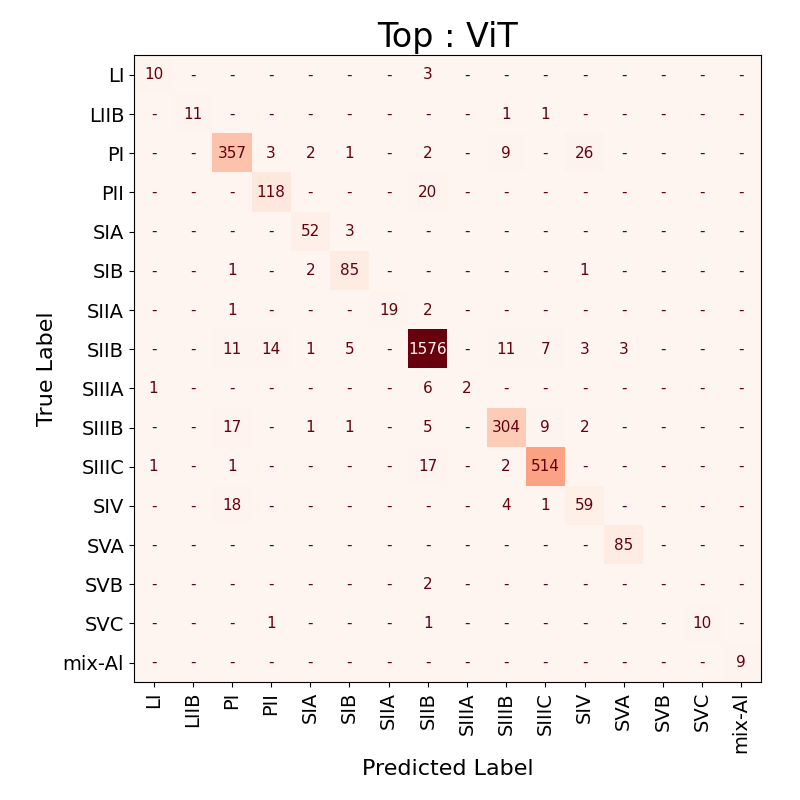 Top : ViT
True Label
LI 10 - - - - - - 3 - - - - - - - -
LIIB - 11 - - - - - - - 1 1 - - - - -
PI - - 357 3 2 1 - 2 - 9 - 26 - - - -
PII - - - 118 - - - 20 - - - - - - - -
SIA - - - - 52 3 - - - - - - - - - -
SIB - - 1 - 2 85 - - - - - 1 - - - -
SIIA - - 1 - - - 19 2 - - - - - - - -
SIIB - - 11 14 1 5 - 1576 - 11 7 3 3 - - -
SIIIA 1 - - - - - - 6 2 - - - - - - -
SIIIB - - 17 - 1 1 - 5 - 304 9 2 - - - -
SIIIC 1 - 1 - - - - 17 - 2 514 - - - - -
SIV - - 18 - - - - - - 4 1 59 - - - -
SVA - - - - - - - - - - - - 85 - - -
SVB - - - - - - - 2 - - - - - - - -
SVC - - - 1 - - - 1 - - - - - - 10 -
mix-Al - - - - - - - - - - - - - - - 9
LI LIIB PI PII SIA SIB SIIA SIIB SIIIA SIIIB SIIIC SIV SVA SVB SVC mix-Al
Predicted Label